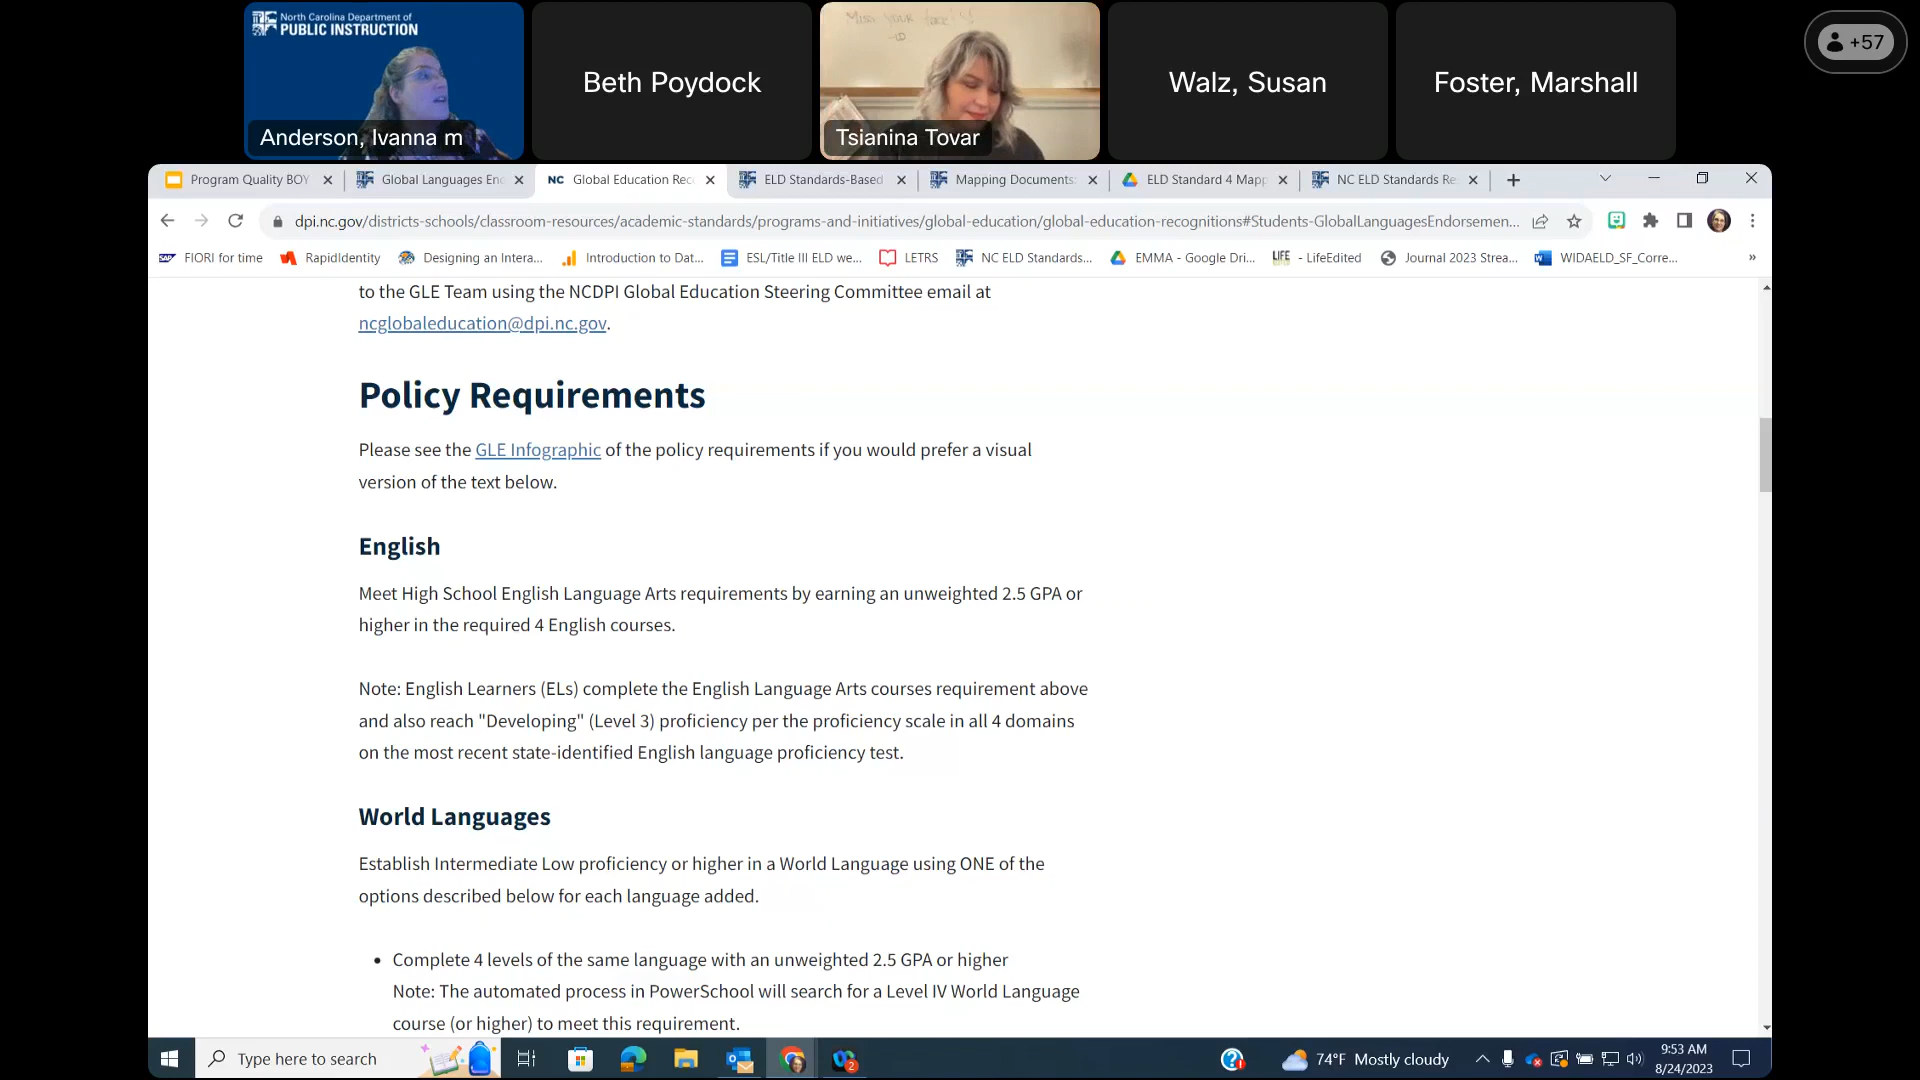 North Carolina Department of
PUBLIC INSTRUCTION
Anderson, Ivanna m
Beth Poydock
Miss your
Tsianina Tovar
Walz, Susan
Foster, Marshall
+57
Program Quality BOY
Global Languages End
NC Global Education Rec
ELD Standards-Based
Mapping Documents
ELD Standard 4 Mapp
NC ELD Standards Re
dpi.nc.gov/districts-schools/classroom-resources/academic-standards/programs-and-initiatives/global-education/global-education-recognitions#Students-GlobalLanguagesEndorsemen...
SAP FIORI for time
RapidIdentity
Designing an Intera...
Introduction to Dat...
ESL/Title III ELD we...
LETRS
NC ELD Standards...
EMMA - Google Dri...
LIFE - LifeEdited
Journal 2023 Strea...
WIDAELD_SF_Corre...
»
to the GLE Team using the NCDPI Global Education Steering Committee email at
ncglobaleducation@dpi.nc.gov.
Policy Requirements
Please see the GLE Infographic of the policy requirements if you would prefer a visual
version of the text below.
English
Meet High School English Language Arts requirements by earning an unweighted 2.5 GPA or
higher in the required 4 English courses.
Note: English Learners (ELs) complete the English Language Arts courses requirement above
and also reach "Developing" (Level 3) proficiency per the proficiency scale in all 4 domains
on the most recent state-identified English language proficiency test.
World Languages
Establish Intermediate Low proficiency or higher in a World Language using ONE of the
options described below for each language added.
• Complete 4 levels of the same language with an unweighted 2.5 GPA or higher
Note: The automated process in PowerSchool will search for a Level IV World Language
course (or higher) to meet this requirement.
Type here to search
2
74°F Mostly cloudy
9:53 AM
8/24/2023